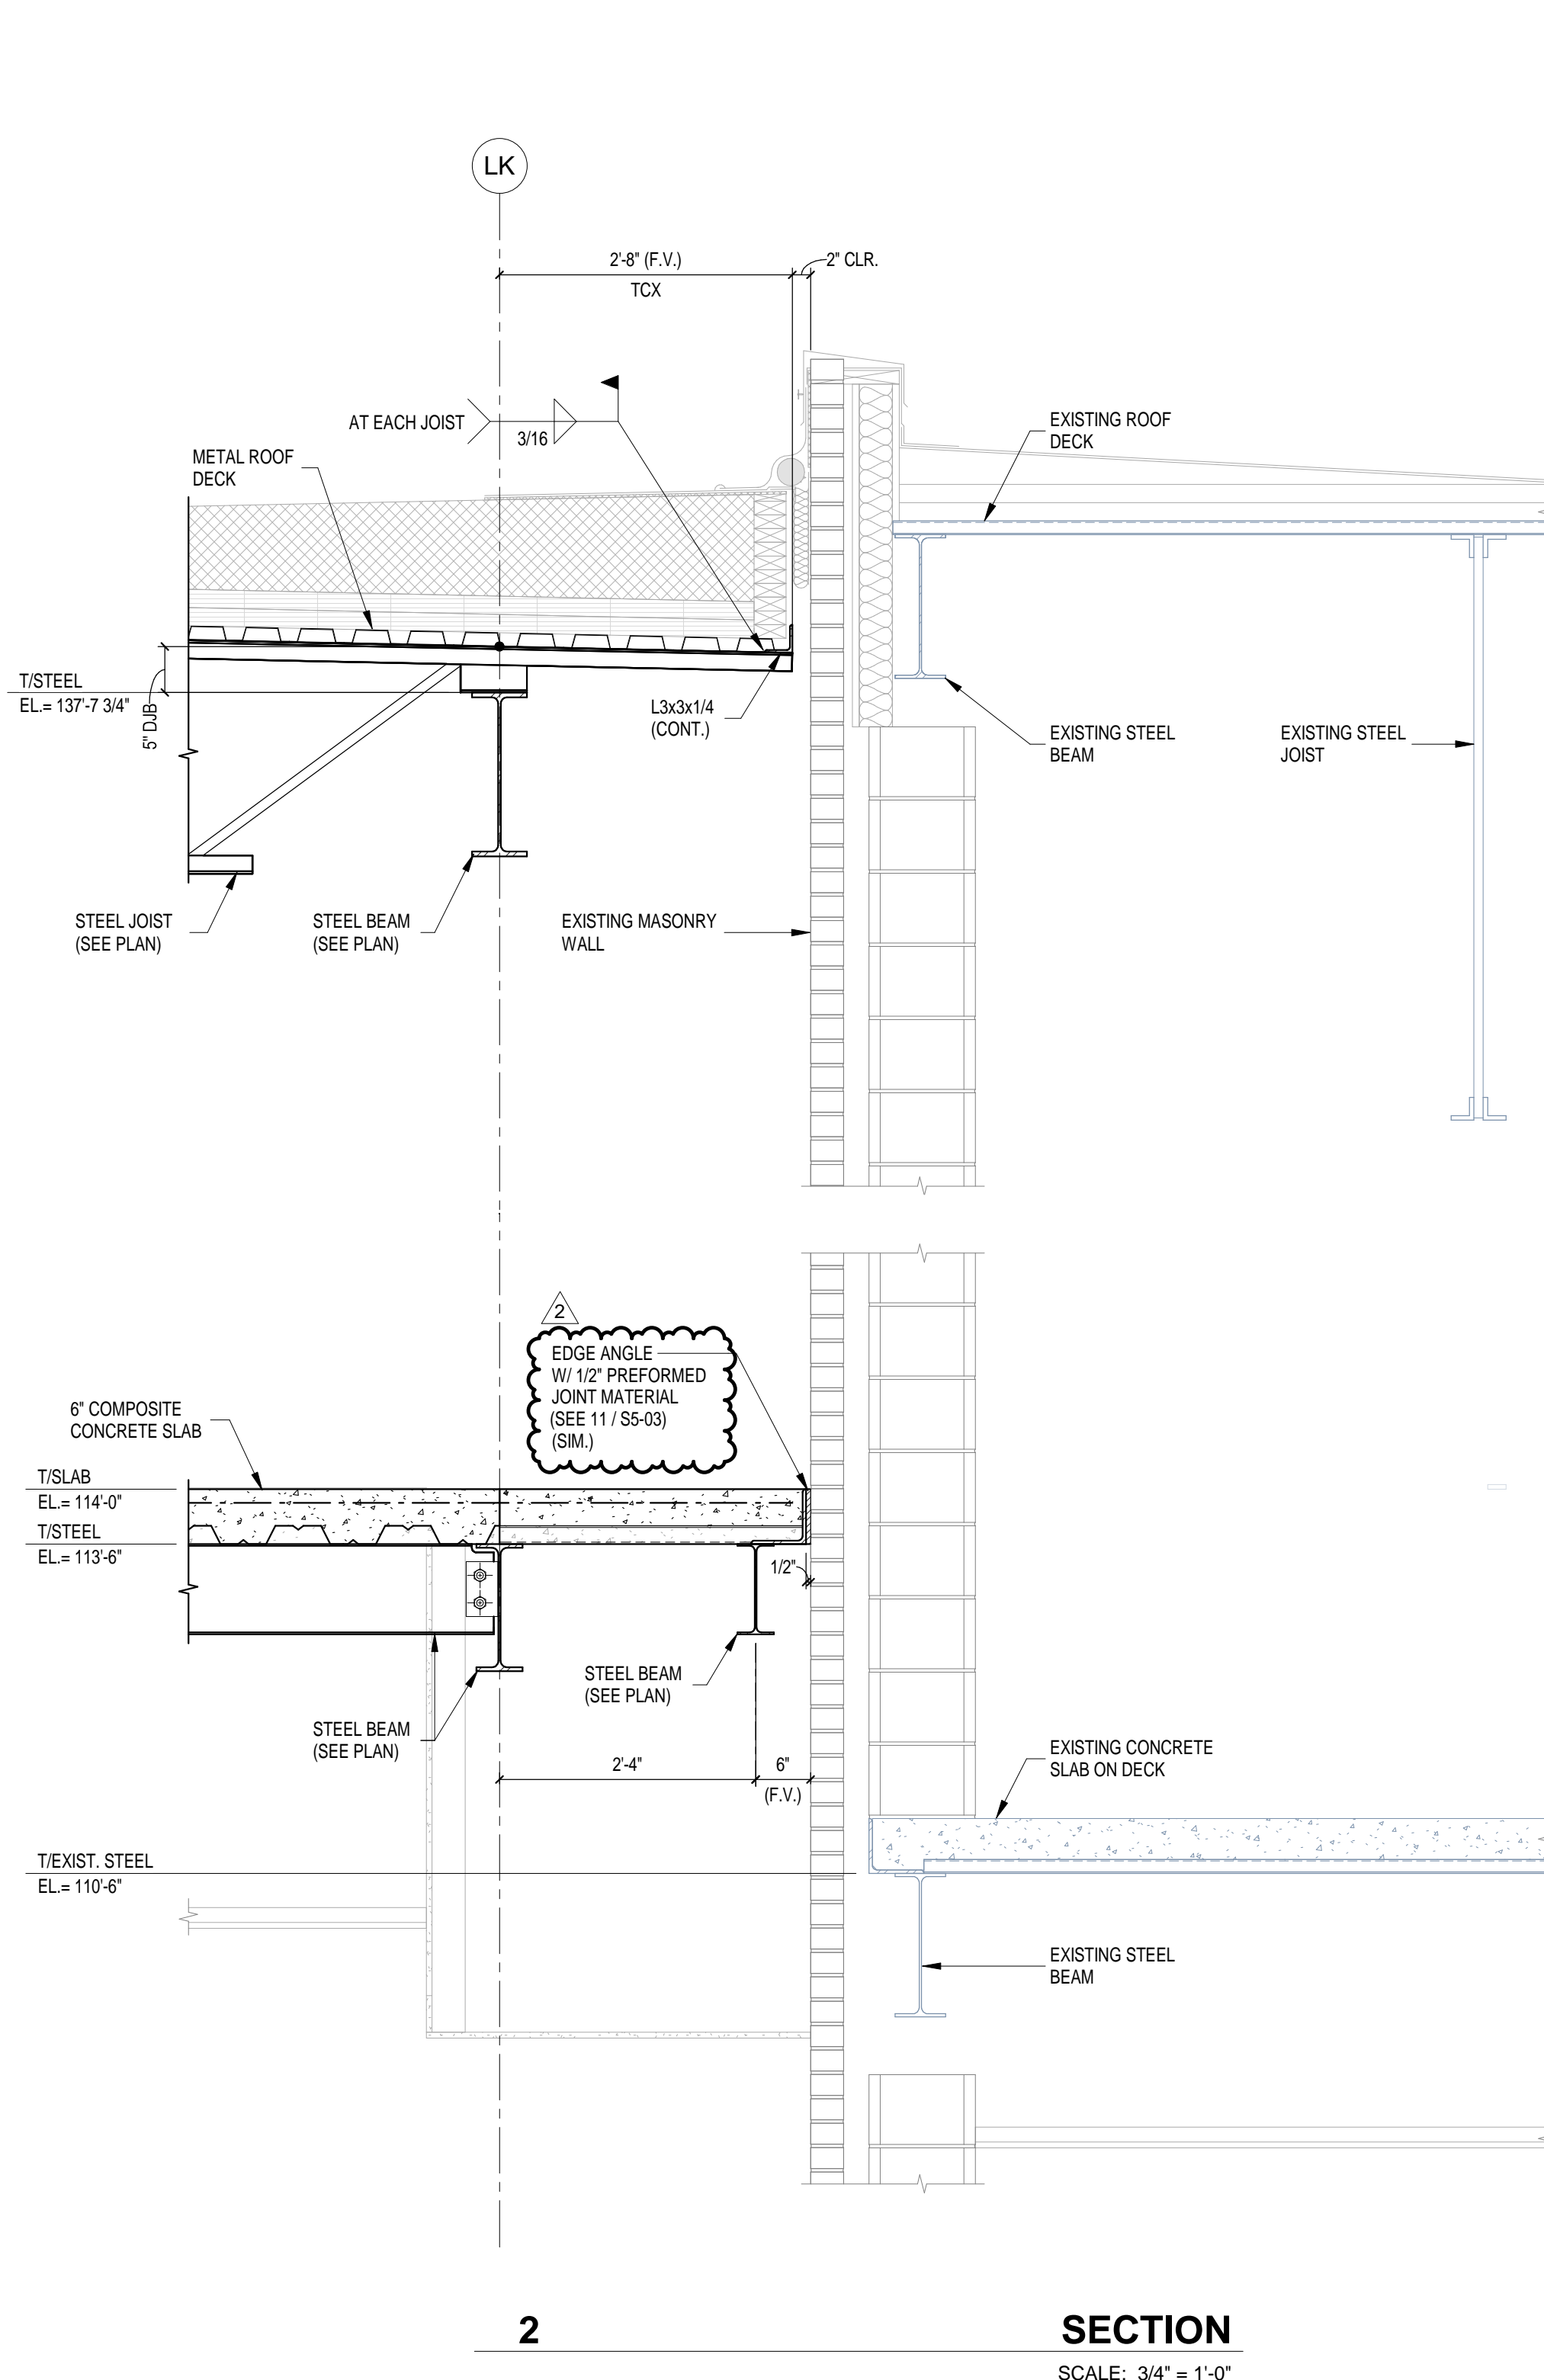 LK
2'-8" (F.V.)
TCX
2" CLR.
AT EACH JOIST
3/16
METAL ROOF
DECK
EXISTING ROOF
DECK
T/STEEL
EL.= 137'-7 3/4"
5" DJB
L3x3x1/4
(CONT.)
EXISTING STEEL
BEAM
EXISTING STEEL
JOIST
STEEL JOIST
(SEE PLAN)
STEEL BEAM
(SEE PLAN)
EXISTING MASONRY
WALL
2
EDGE ANGLE
W/ 1/2" PREFORMED
JOINT MATERIAL
(SEE 11 / S5-03)
(SIM.)
6" COMPOSITE
CONCRETE SLAB
T/SLAB
EL.= 114'-0"
T/STEEL
EL.= 113'-6"
1/2"
STEEL BEAM
(SEE PLAN)
STEEL BEAM
(SEE PLAN)
2'-4"
6"
(F.V.)
EXISTING CONCRETE
SLAB ON DECK
T/EXIST. STEEL
EL.= 110'-6"
EXISTING STEEL
BEAM
2
SECTION
SCALE: 3/4" = 1'-0"